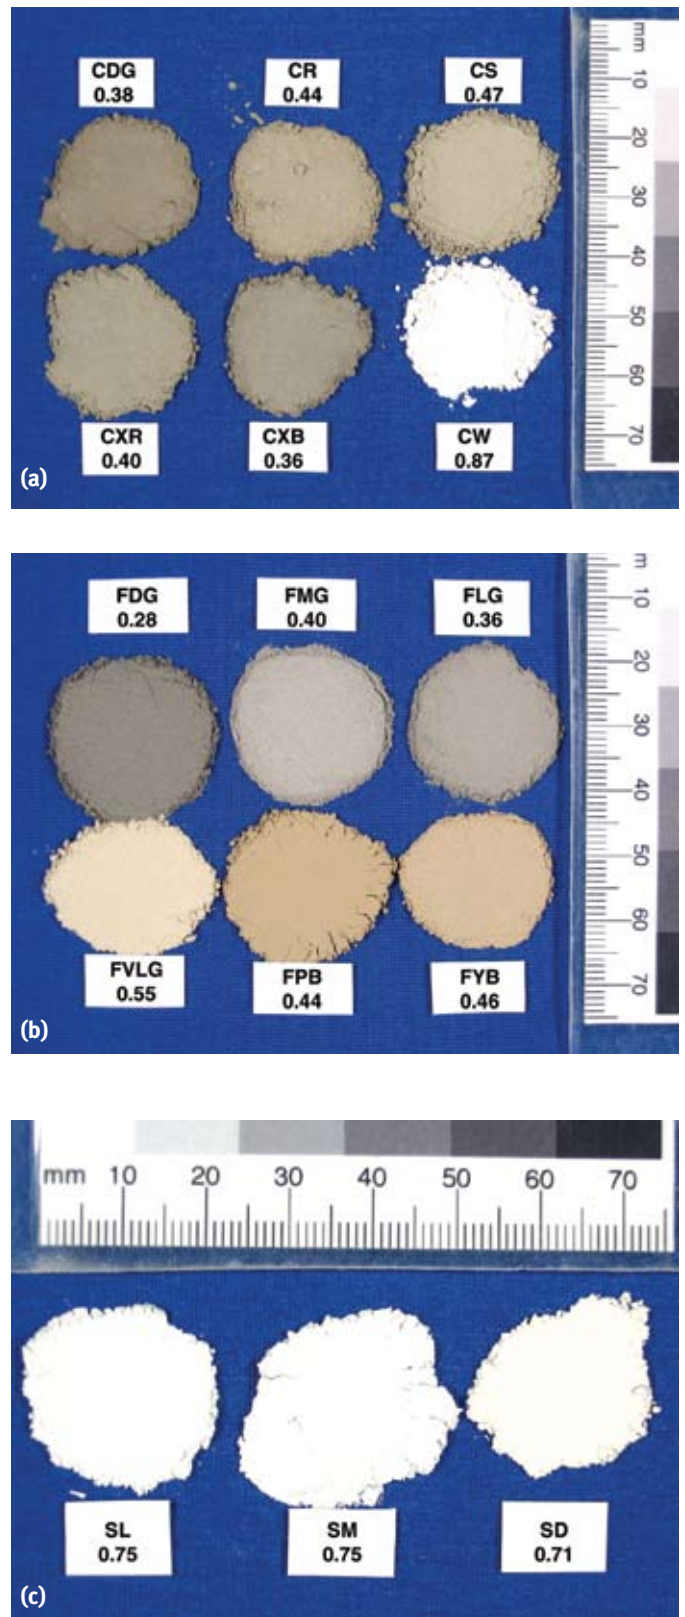 CDG
0.38
CR
0.44
CS
0.47
mm
10
20
30
40
50
60
70
CXR
0.40
CXB
0.36
CW
0.87
(a)
FDG
0.28
FMG
0.40
FLG
0.36
m
10
20
30
40
50
60
70
FVLG
0.55
FPB
0.44
FYB
0.46
(b)
mm 10 20 30 40 50 60 70
SL
0.75
SM
0.75
SD
0.71
(c)